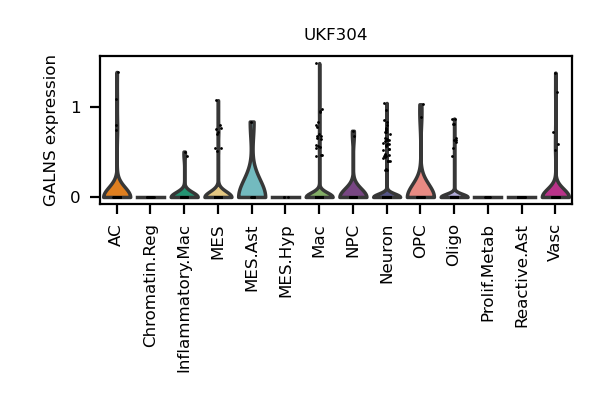 UKF304
GALNS expression
1
0
AC
Chromatin.Reg
Inflammatory.Mac
MES
MES.Ast
MES.Hyp
Mac
NPC
Neuron
OPC
Oligo
Prolif.Metab
Reactive.Ast
Vasc